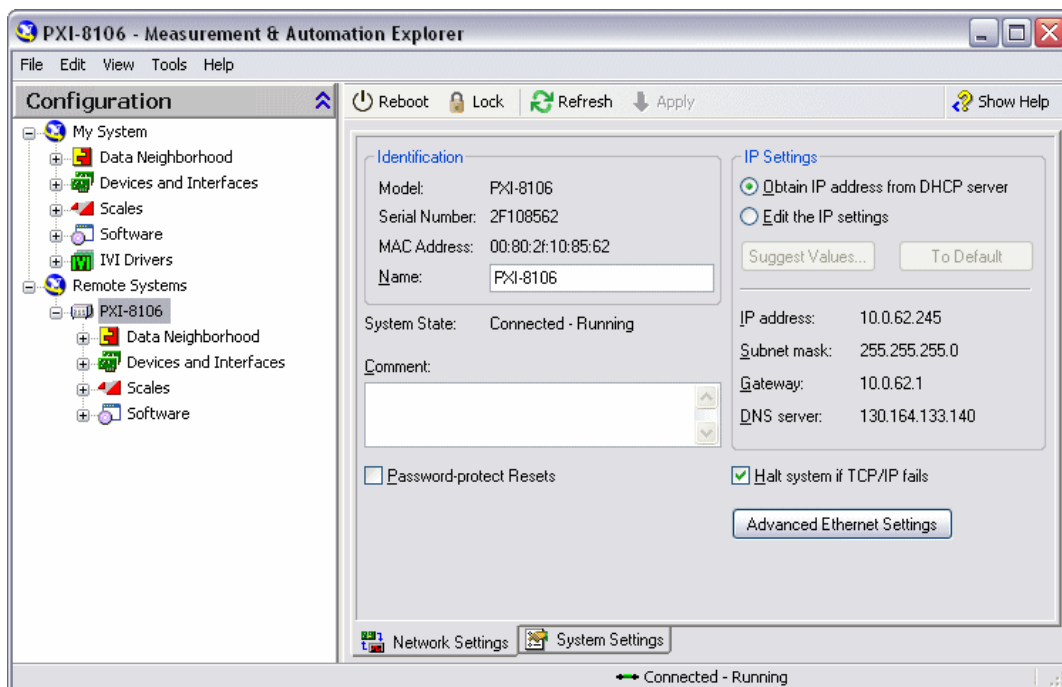 PXI-8106 - Measurement & Automation Explorer
File Edit View Tools Help
Configuration
My System
Data Neighborhood
Devices and Interfaces
Scales
Software
IVI Drivers
Remote Systems
PXI-8106
Data Neighborhood
Devices and Interfaces
Scales
Software
Reboot Lock Refresh Apply Show Help
Identification
Model: PXI-8106
Serial Number: 2F108562
MAC Address: 00:80:2f:10:85:62
Name: PXI-8106
System State: Connected - Running
Comment:
Password-protect Resets
IP Settings
Obtain IP address from DHCP server
Edit the IP settings
Suggest Values... To Default
IP address: 10.0.62.245
Subnet mask: 255.255.255.0
Gateway: 10.0.62.1
DNS server: 130.164.133.140
Halt system if TCP/IP fails
Advanced Ethernet Settings
Network Settings System Settings
Connected - Running